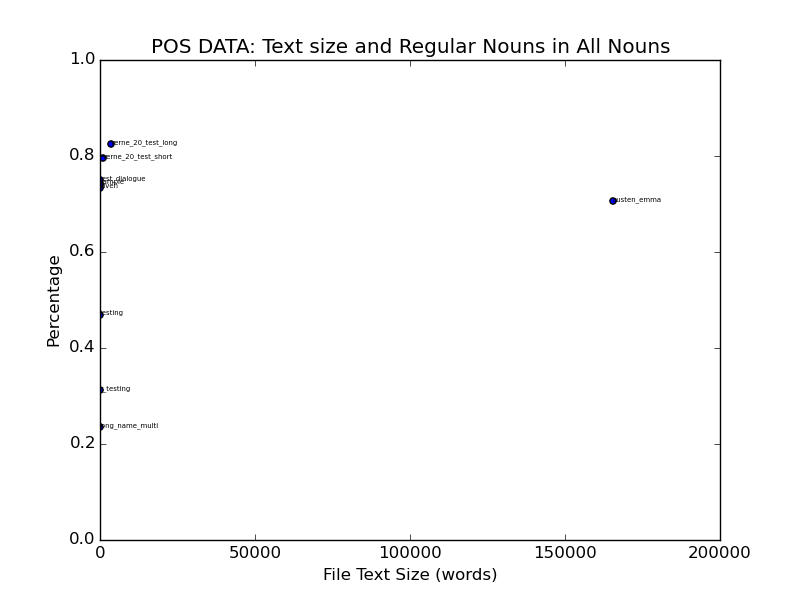 POS DATA: Text size and Regular Nouns in All Nouns
1.0
0.8
0.6
0.4
0.2
0.0
Percentage
erne_20_test_long
erne_20_test_short
est_dialogue
usten_emma
esting
_testing
ong_name_multi
0
50000
100000
150000
200000
File Text Size (words)